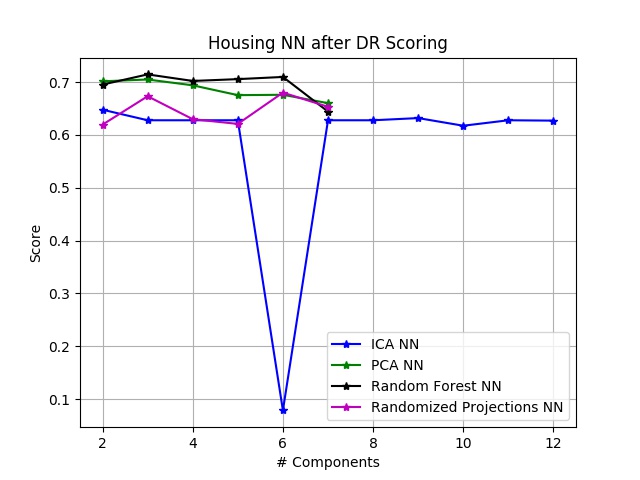 Housing NN after DR Scoring
0.7
0.6
0.5
0.4
0.3
0.2
0.1
Score
ICA NN
PCA NN
Random Forest NN
Randomized Projections NN
2 4 6 8 10 12
# Components